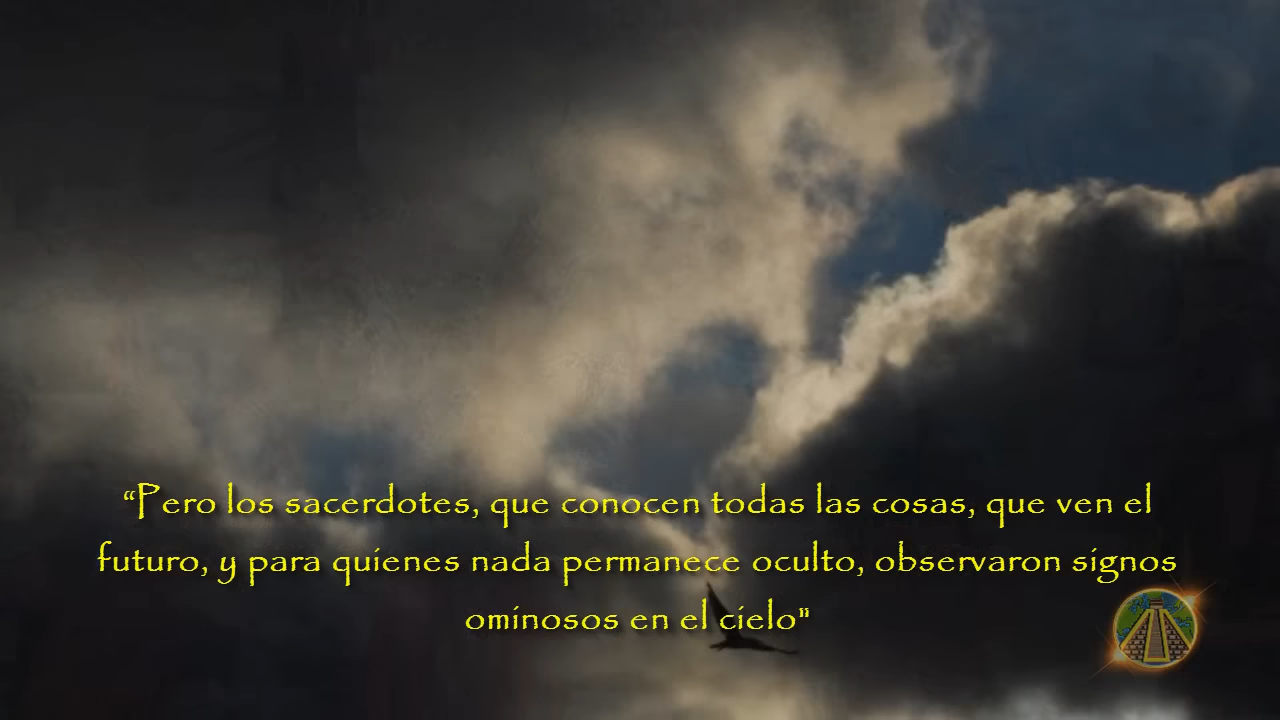 “Pero los sacerdotes, que conocen todas las cosas, que ven el
futuro, y para quienes nada permanece oculto, observaron signos
ominosos en el cielo"